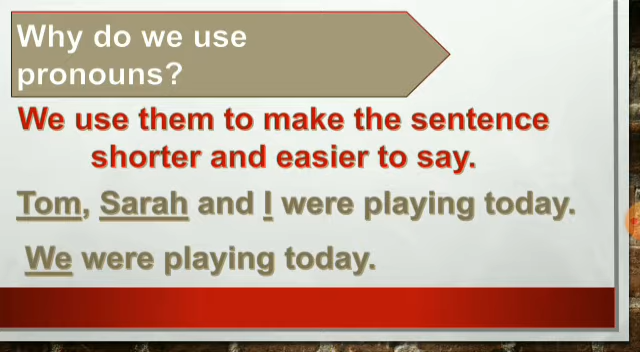 Why do we use
pronouns?
We use them to make the sentence
shorter and easier to say.
Tom, Sarah and I were playing today.
We were playing today.